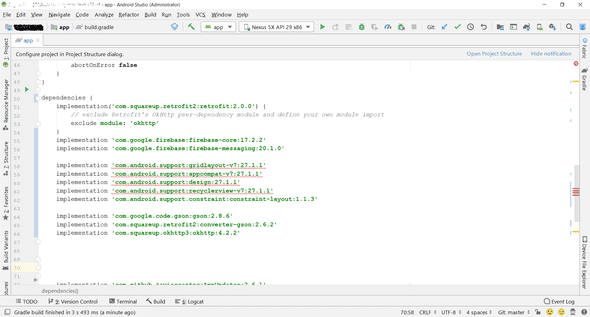 app - Android Studio (Administrator)
File Edit View Navigate Code Analyze Refactor Build Run Tools VCS Window Help
app build.gradle app Nexus 5X API 29 x86 Git:
app
Configure project in Project Structure dialog. Open Project Structure Hide notification
46 abortOnError false
47 }
48 }
49
50 dependencies {
51 implementation('com.squareup.retrofit2:retrofit:2.0.0') {
52 // exclude Retrofit's OkHttp peer-dependency module and define your own module import
53 exclude module: 'okhttp'
54 }
55 implementation 'com.google.firebase:firebase-core:17.2.2'
56 implementation 'com.google.firebase:firebase-messaging:20.1.0'
57
58 implementation 'com.android.support:gridlayout-v7:27.1.1'
59 implementation 'com.android.support:appcompat-v7:27.1.1'
60 implementation 'com.android.support:design:27.1.1'
61 implementation 'com.android.support:recyclerview-v7:27.1.1'
62 implementation 'com.android.support.constraint:constraint-layout:1.1.3'
63
64 implementation 'com.google.code.gson:gson:2.8.6'
65 implementation 'com.squareup.retrofit2:converter-gson:2.6.2'
66 implementation 'com.squareup.okhttp3:okhttp:4.2.2'
67
68
69
70
71
dependencies{}
1: Project
Resource Manager
Z: Structure
2: Favorites
Build Variants
Firebase
Gradle
Device File Explorer
TODO 9: Version Control Terminal Build 6: Logcat Event Log
Gradle build finished in 3 s 493 ms (a minute ago) 70:58 CRLF UTF-8 4 spaces Git: master